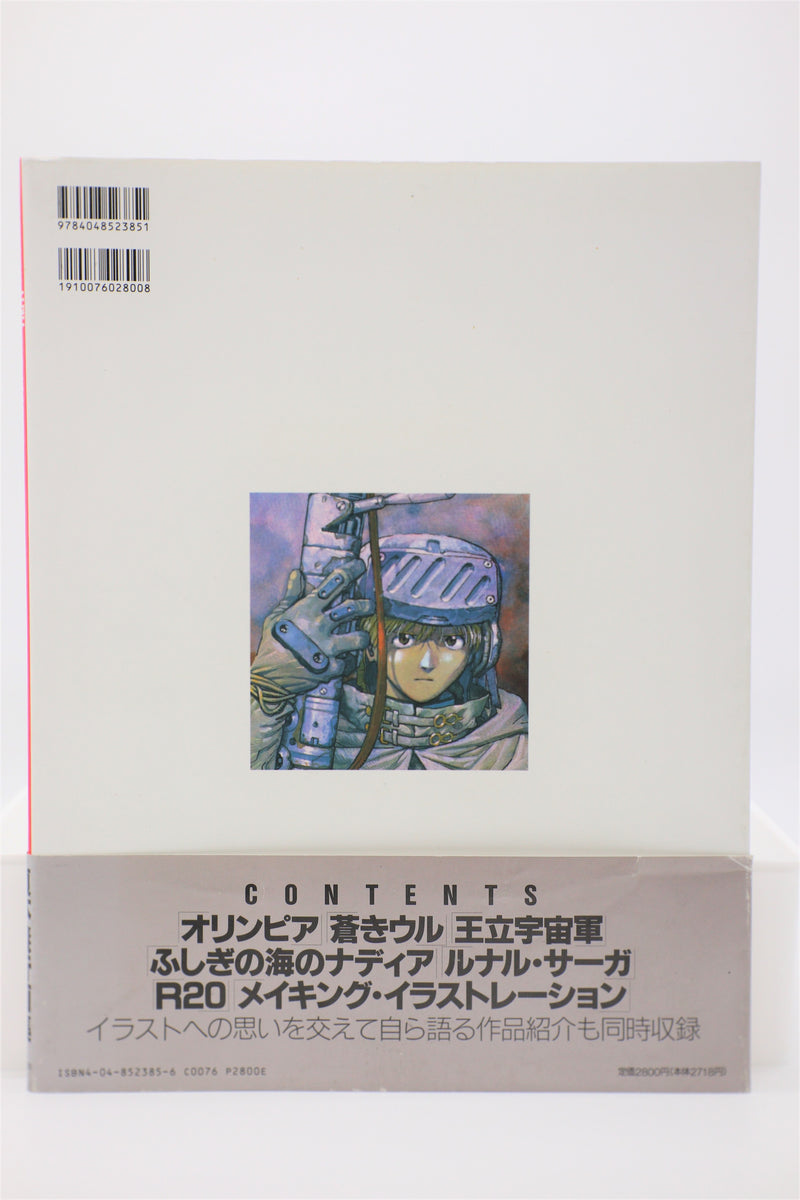 9784048523851
1910076028008
CONTENTS
オリンピア 蒼きウル 王立宇宙軍
ふしぎの海のナディア ルナル・サーガ
R20 メイキング・イラストレーション
イラストへの思いを交えて自ら語る作品紹介も同時収録
ISBN4-04-852385-6 C0076 P2800E
定価2800円(本体2718円)